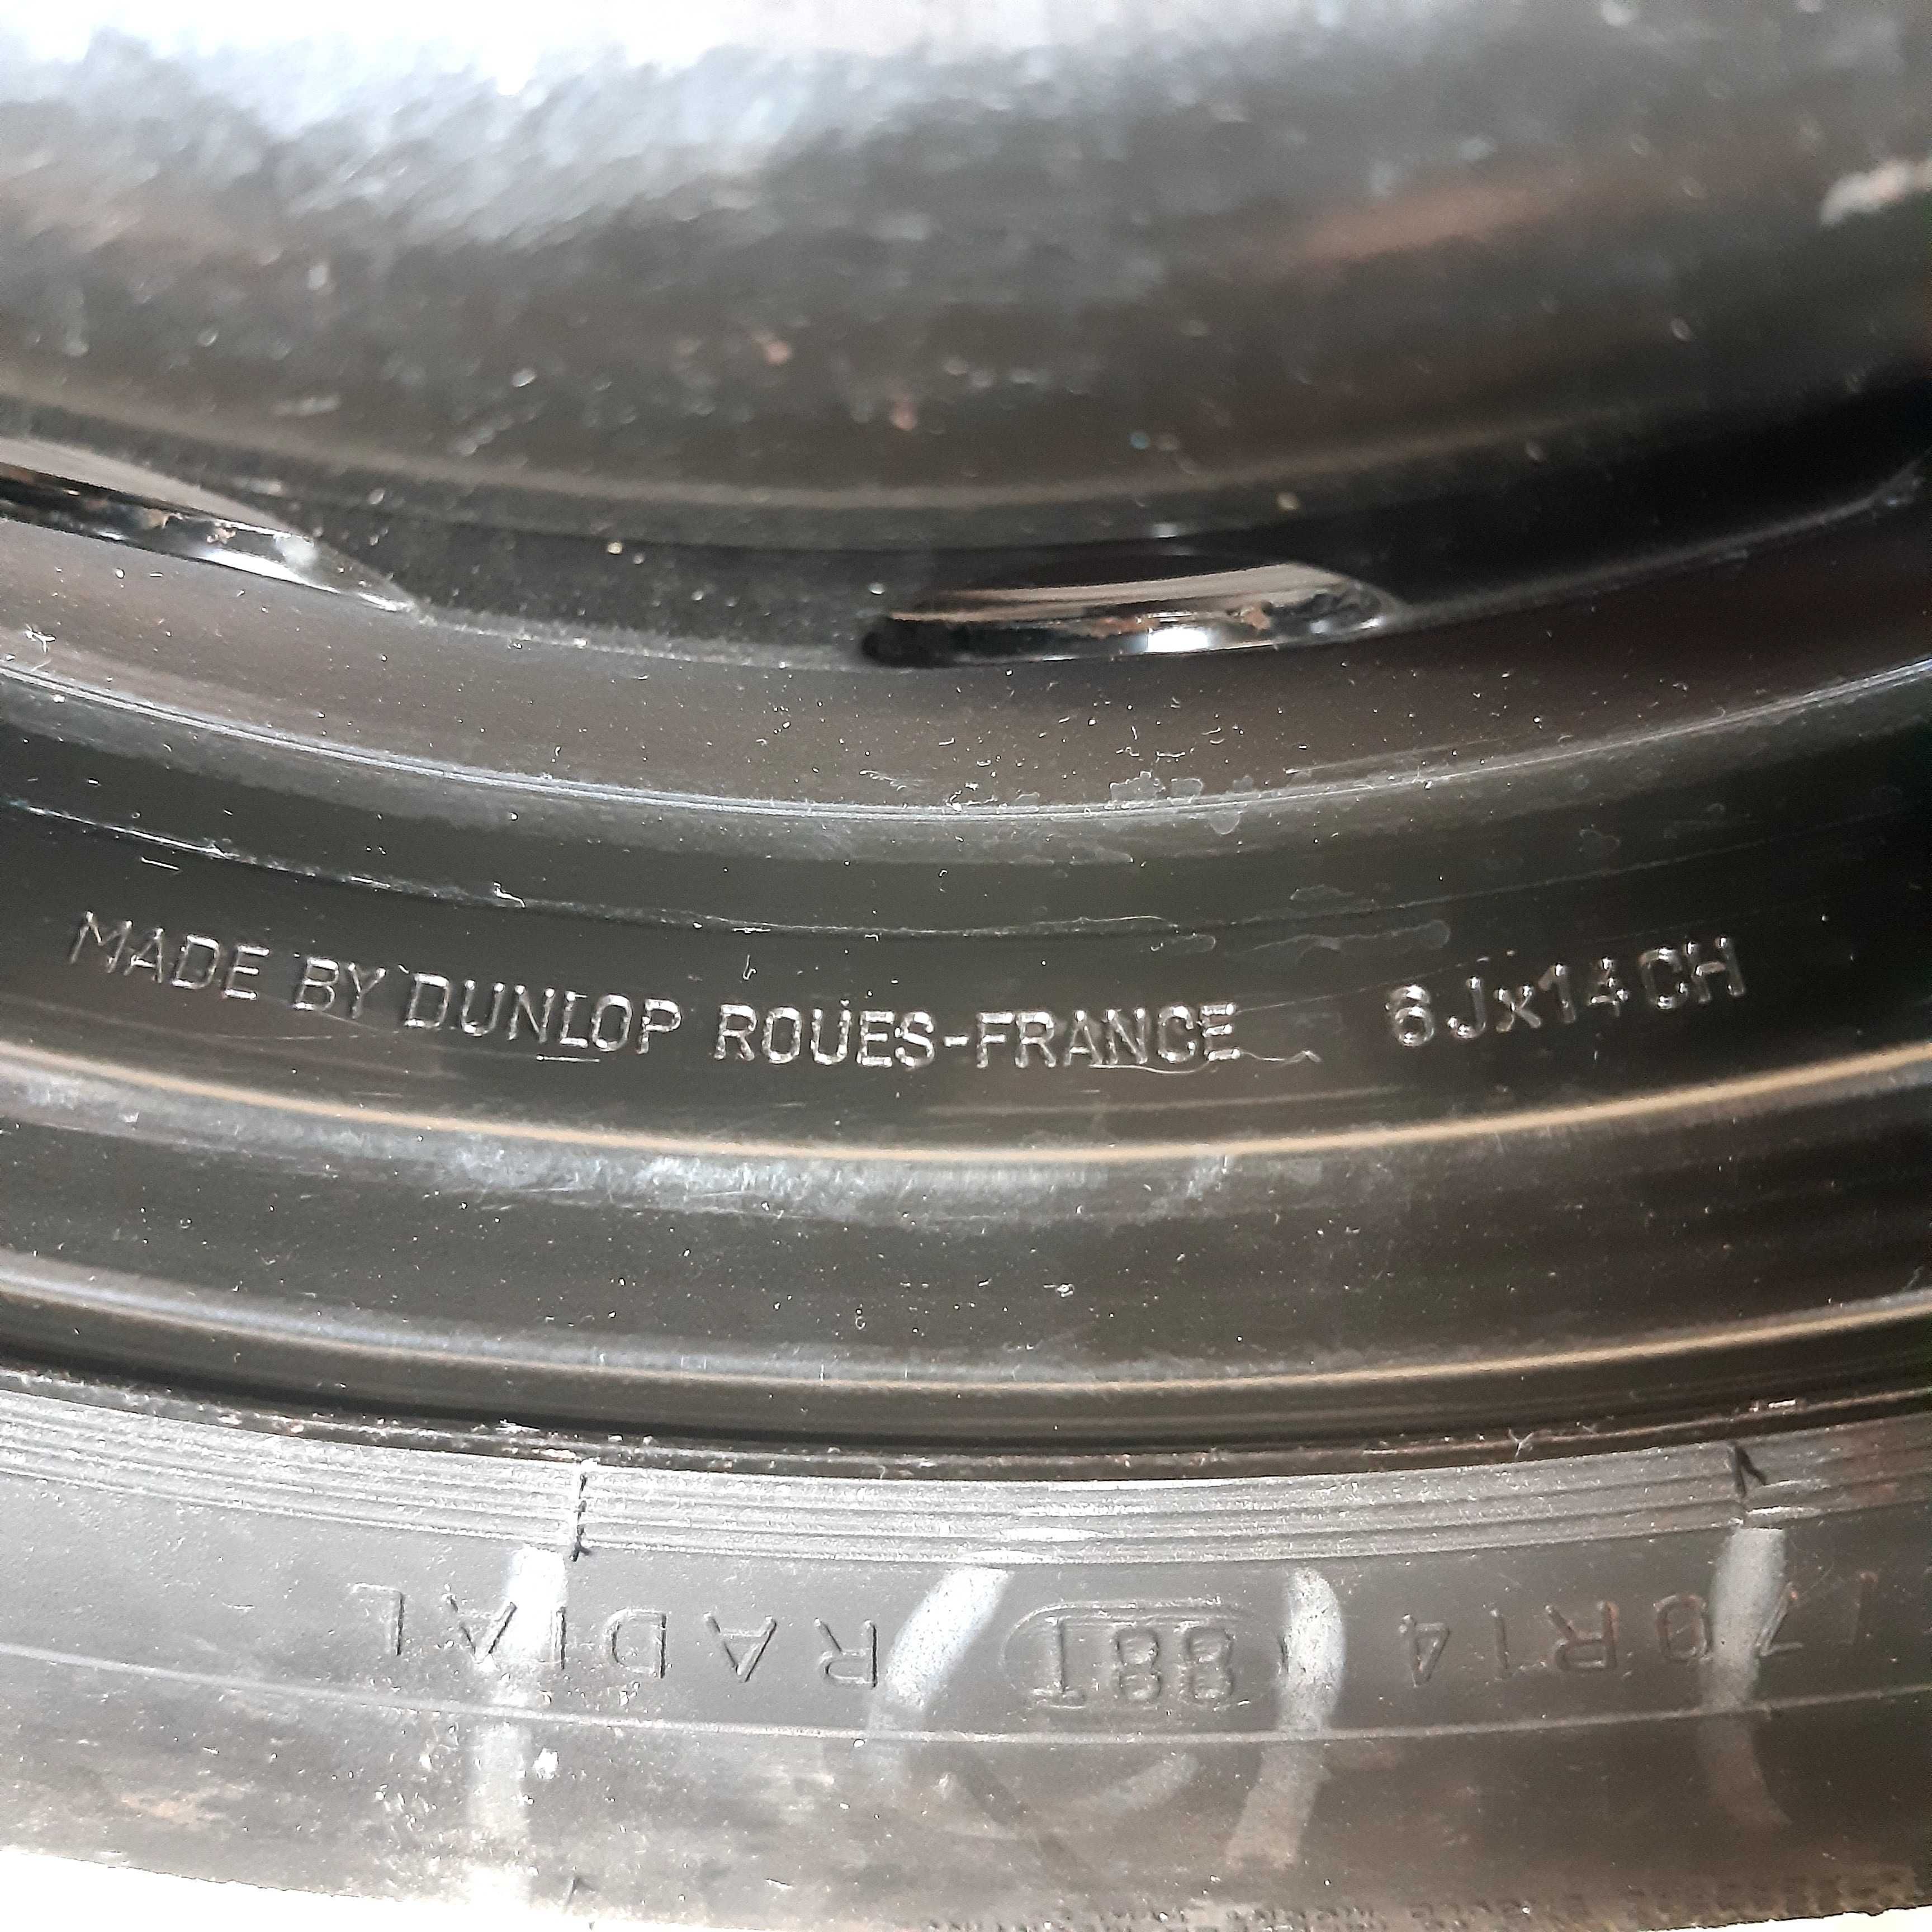 MADE BY DUNLOP ROUES-FRANCE 6Jx14CH
70R14 88T RADIAL